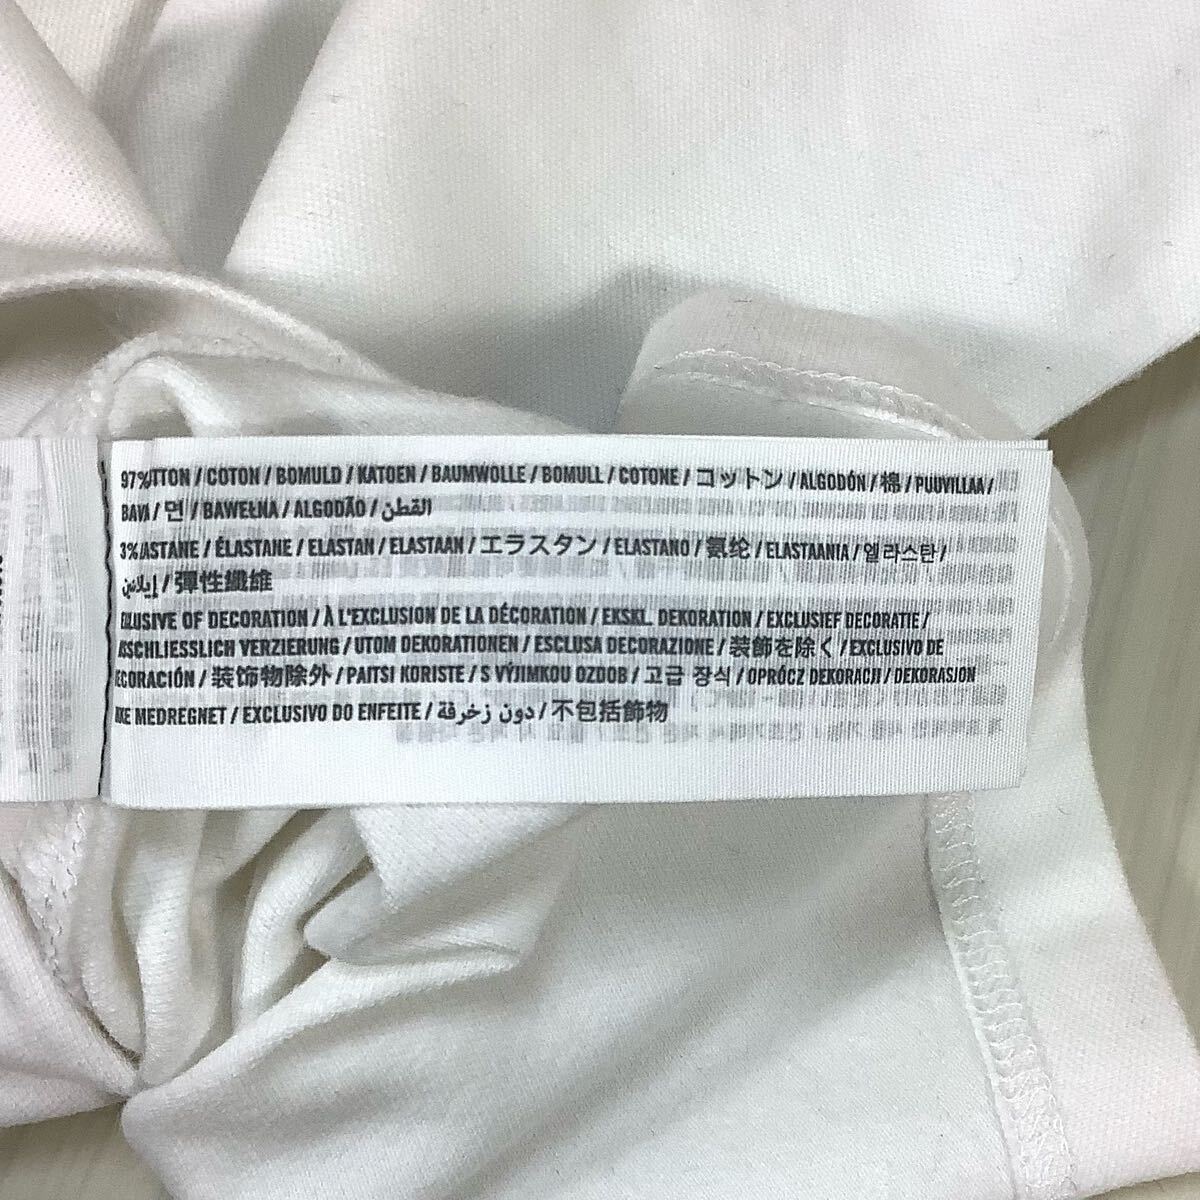 97% TTON / COTON / BOMULD / KATOEN / BAUMWOLLE / BOMULL / COTONE / コットン / ALGODÓN / 棉 / PUUVILLAA /
BAVA / 면 / BAWEŁNA / ALGODÃO / القطن
3% ASTANE / ÉLASTANE / ELASTAN / ELASTAAN / エラスタン / ELASTANO / 氨纶 / ELASTAANIA / 엘라스탄 /
/ 彈性纖維
LUSIVE OF DECORATION / À L'EXCLUSION DE LA DÉCORATION / EKSKL. DEKORATION / EXCLUSIEF DECORATIE /
SSCHLIESSLICH VERZIERUNG / UTOM DEKORATIONEN / ESCLUSA DECORAZIONE / 装飾を除く / EXCLUSIVO DE
ECORACIÓN / 装饰物除外 / PAITSI KORISTE / S VÝJIMKOU OZDOB / 고급 장식 / OPRÓCZ DEKORACJI / DEKORASJON
IKKE MEDREGNET / EXCLUSIVO DO ENFEITE / دون زخرفة / 不包括飾物